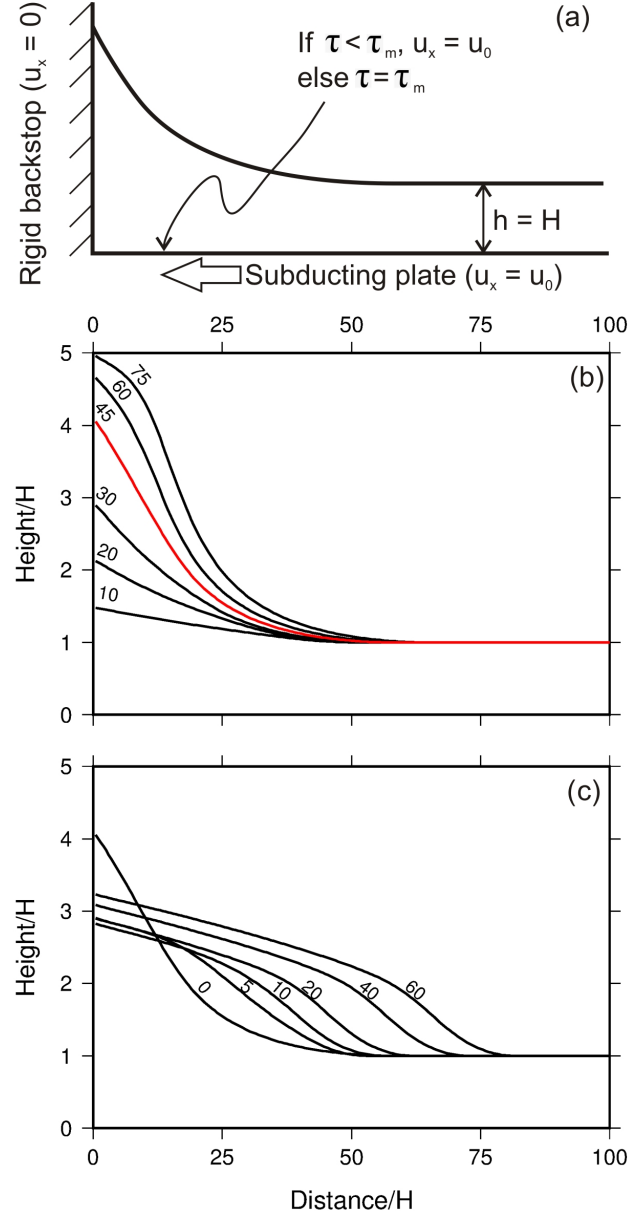 (a)
Rigid backstop (uₓ = 0)
If τ < τₘ, uₓ = u₀
else τ = τₘ
h = H
Subducting plate (uₓ = u₀)
0 25 50 75 100
(b)
5
4
3
2
1
0
Height/H
75
60
45
30
20
10
(c)
5
4
3
2
1
0
Height/H
0 5 10 20 40 60
0 25 50 75 100
Distance/H